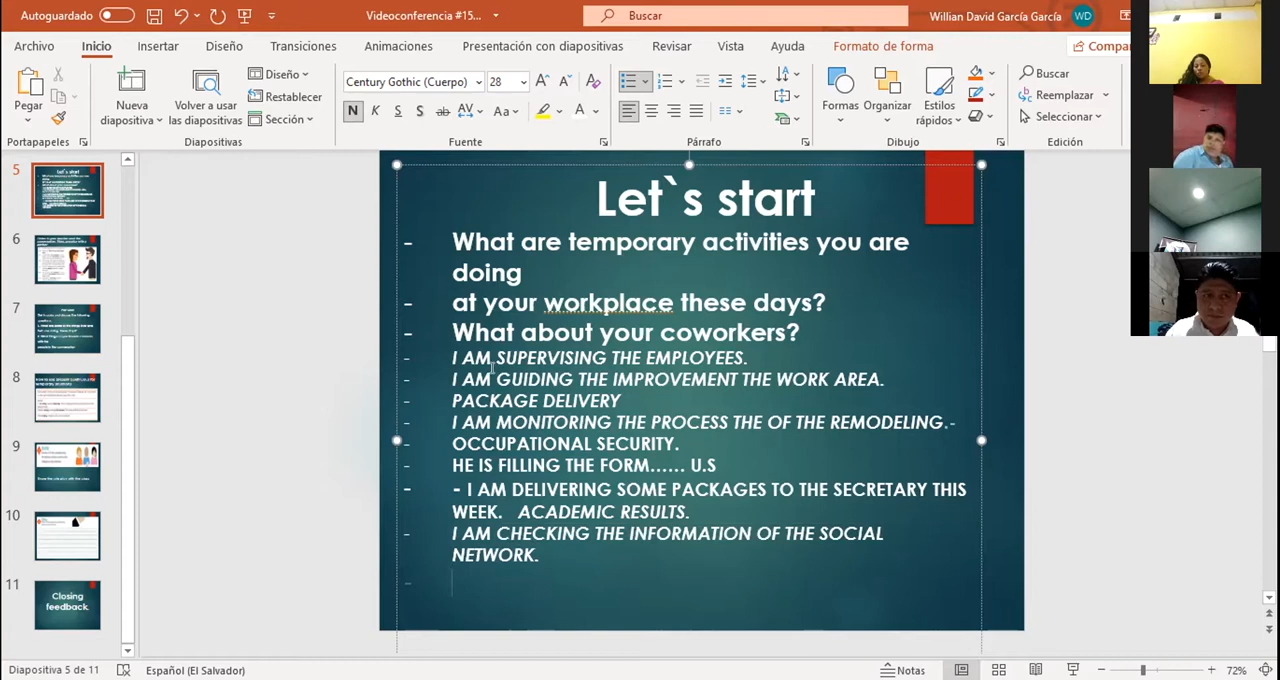 Autoguardado
Videoconferencia #15...
Buscar
Willian David García García
WD
Archivo Inicio Insertar Diseño Transiciones Animaciones Presentación con diapositivas Revisar Vista Ayuda Formato de forma
Compar
Pegar
Nueva diapositiva
Volver a usar las diapositivas
Diseño
Restablecer
Sección
Century Gothic (Cuerpo) 28
N K S S ab AV Aa A
Formas
Organizar
Estilos rápidos
Buscar
Reemplazar
Seleccionar
Portapapeles Diapositivas Fuente Párrafo Dibujo Edición
5
6
7
8
9
10
11
Closing
feedback
Let`s start
- What are temporary activities you are
doing
- at your workplace these days?
- What about your coworkers?
- I AM SUPERVISING THE EMPLOYEES.
- I AM GUIDING THE IMPROVEMENT THE WORK AREA.
- PACKAGE DELIVERY
- I AM MONITORING THE PROCESS THE OF THE REMODELING.-
- OCCUPATIONAL SECURITY.
- HE IS FILLING THE FORM...... U.S
- - I AM DELIVERING SOME PACKAGES TO THE SECRETARY THIS
WEEK. ACADEMIC RESULTS.
- I AM CHECKING THE INFORMATION OF THE SOCIAL
NETWORK.
-
Diapositiva 5 de 11 Español (El Salvador) Notas 72%